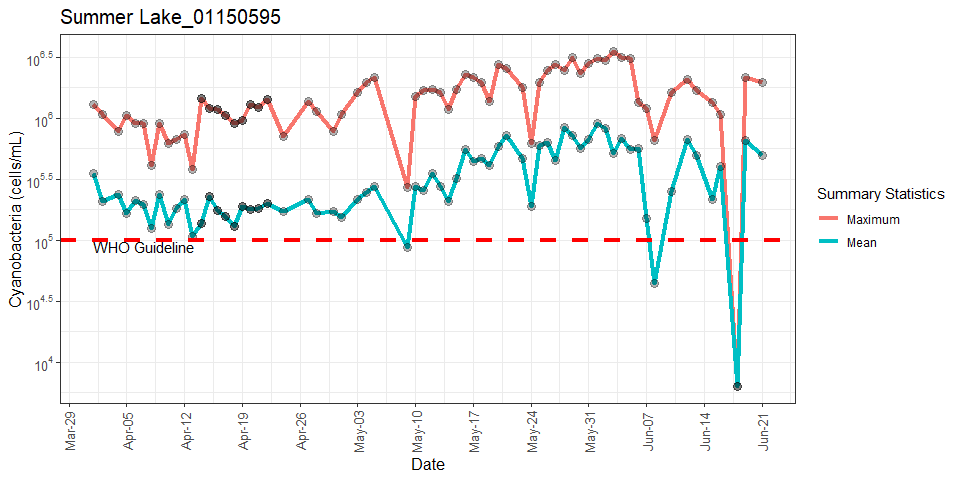 Summer Lake_01150595
Cyanobacteria (cells/mL)
10^6.5
10^6
10^5.5
10^5
10^4.5
10^4
WHO Guideline
Mar-29
Apr-05
Apr-12
Apr-19
Apr-26
May-03
May-10
May-17
May-24
May-31
Jun-07
Jun-14
Jun-21
Date
Summary Statistics
Maximum
Mean